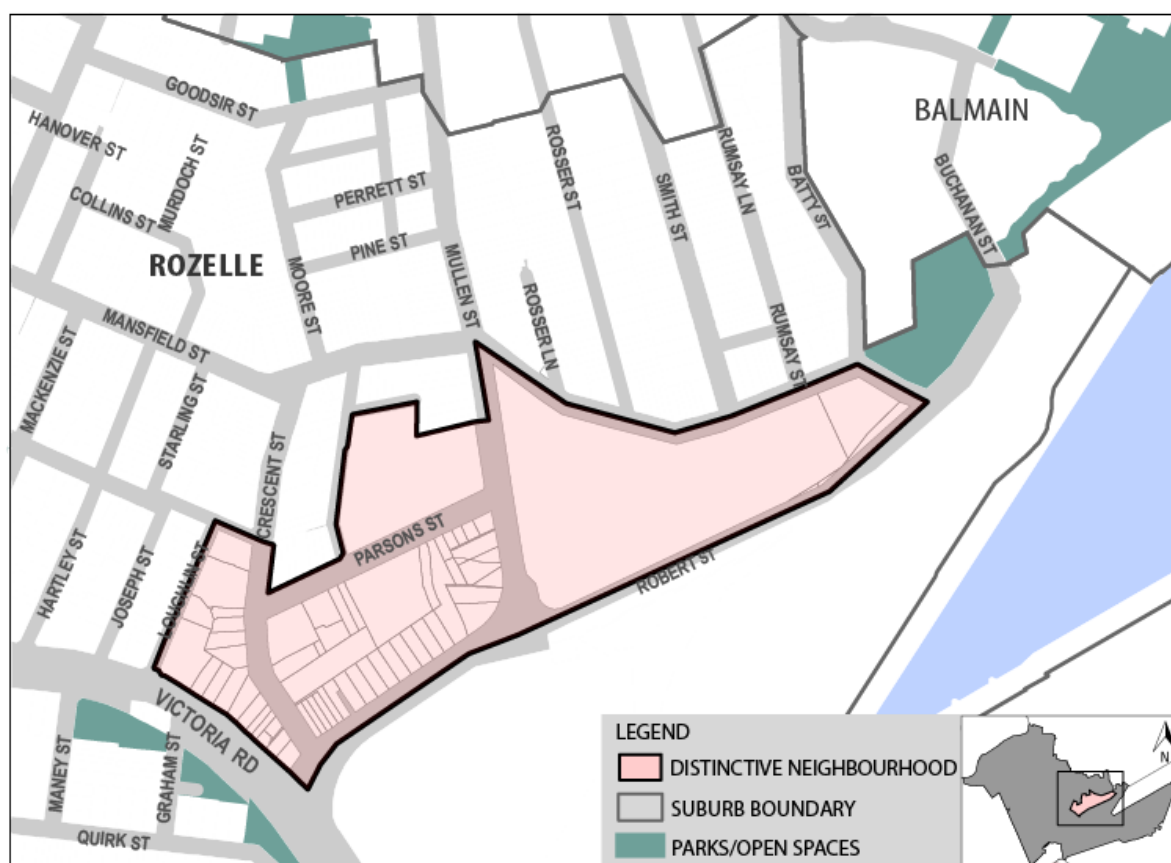 GOODSIR ST
HANOVER ST
MURDOCH ST
COLLINS ST
ROZELLE
PERRETT ST
PINE ST
MOORE ST
MULLEN ST
ROSSER ST
ROSSER LN
SMITH ST
RUMSAY LN
RUMSAY ST
BATTY ST
BALMAIN
BUCHANAN ST
MANSFIELD ST
MACKENZIE ST
STARLING ST
CRESCENT ST
HARTLEY ST
JOSEPH ST
LOUGHLIN ST
PARSONS ST
ROBERT ST
VICTORIA RD
MANEY ST
GRAHAM ST
QUIRK ST
LEGEND
DISTINCTIVE NEIGHBOURHOOD
SUBURB BOUNDARY
PARKS/OPEN SPACES
N